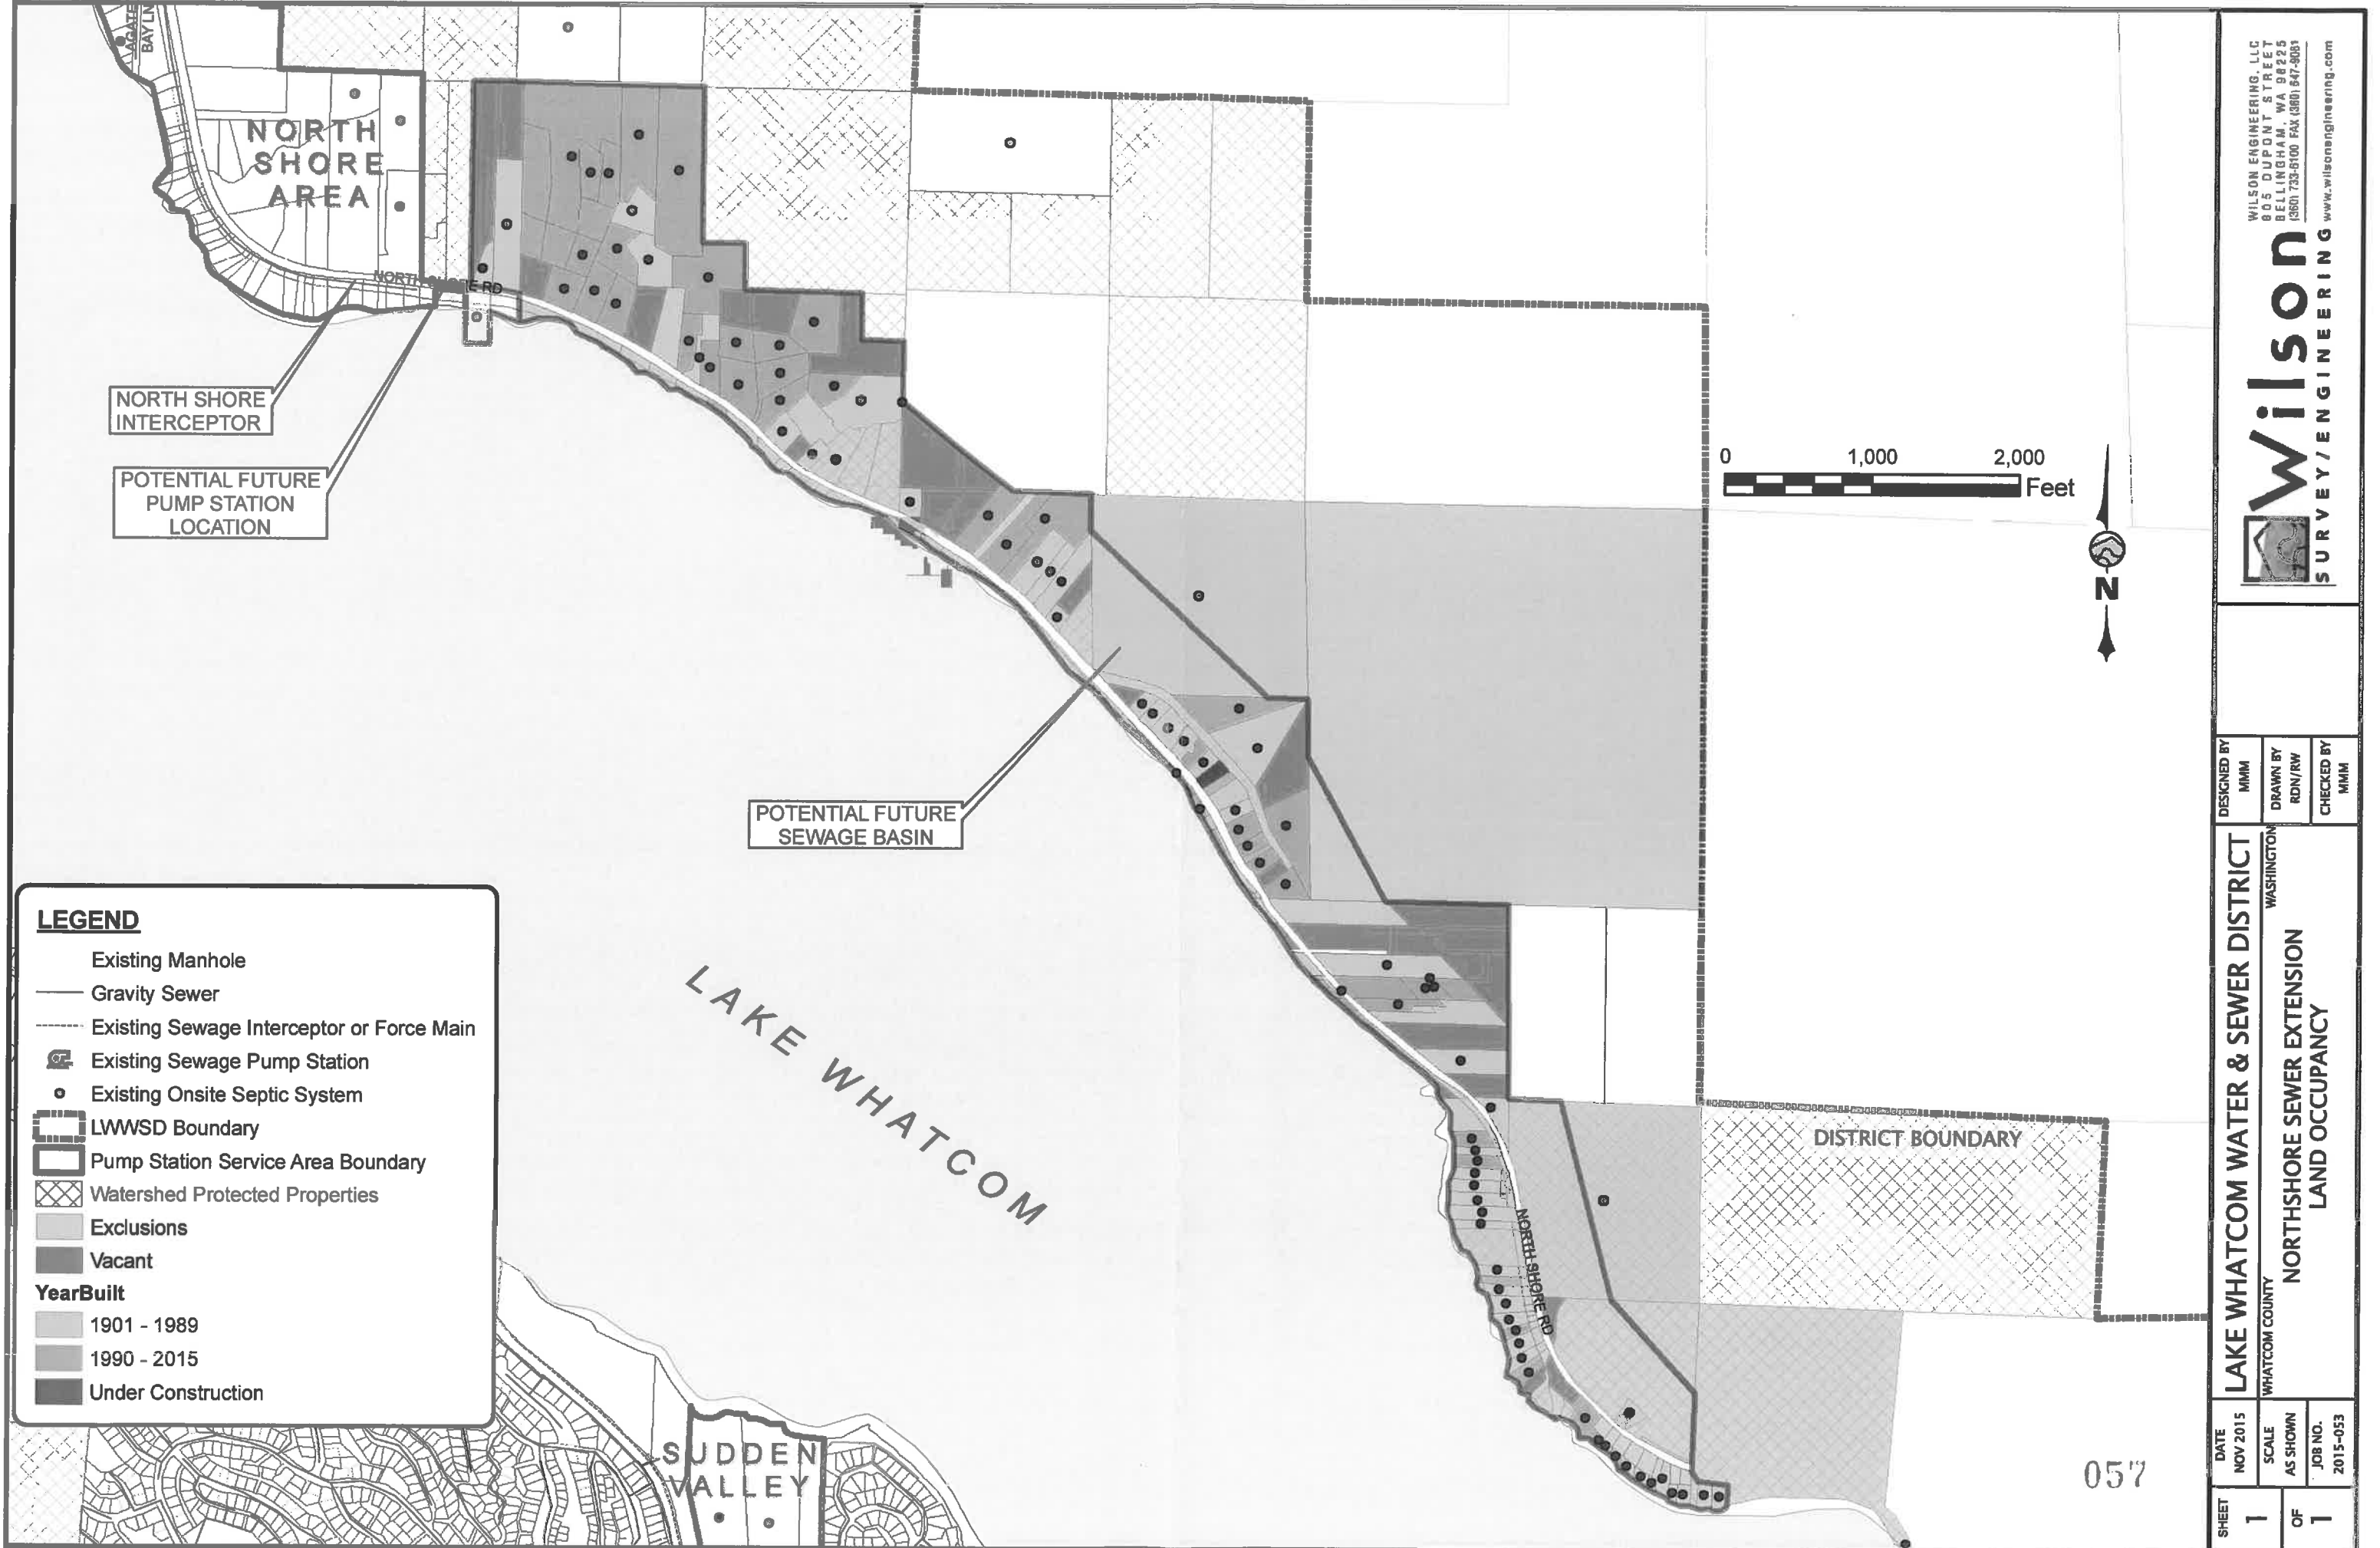 AGATE
BAY LN
NORTH
SHORE
AREA
NORTH SHORE RD
NORTH SHORE
INTERCEPTOR
POTENTIAL FUTURE
PUMP STATION
LOCATION
0 1,000 2,000
Feet
N
POTENTIAL FUTURE
SEWAGE BASIN
LAKE WHATCOM
DISTRICT BOUNDARY
NORTH SHORE RD
SUDDEN
VALLEY
057
LEGEND
Existing Manhole
Gravity Sewer
Existing Sewage Interceptor or Force Main
Existing Sewage Pump Station
Existing Onsite Septic System
LWWSD Boundary
Pump Station Service Area Boundary
Watershed Protected Properties
Exclusions
Vacant
YearBuilt
1901 - 1989
1990 - 2015
Under Construction
WILSON ENGINEERING, LLC
805 DUPONT STREET
BELLINGHAM, WA 98225
(360) 733-6100 FAX (360) 647-9061
www.wilsonengineering.com
Wilson
SURVEY/ENGINEERING
DESIGNED BY
MMM
DRAWN BY
RDN/RW
CHECKED BY
MMM
LAKE WHATCOM WATER & SEWER DISTRICT
WHATCOM COUNTY WASHINGTON
NORTHSHORE SEWER EXTENSION
LAND OCCUPANCY
DATE
NOV 2015
SCALE
AS SHOWN
JOB NO.
2015-053
SHEET
1
OF
1